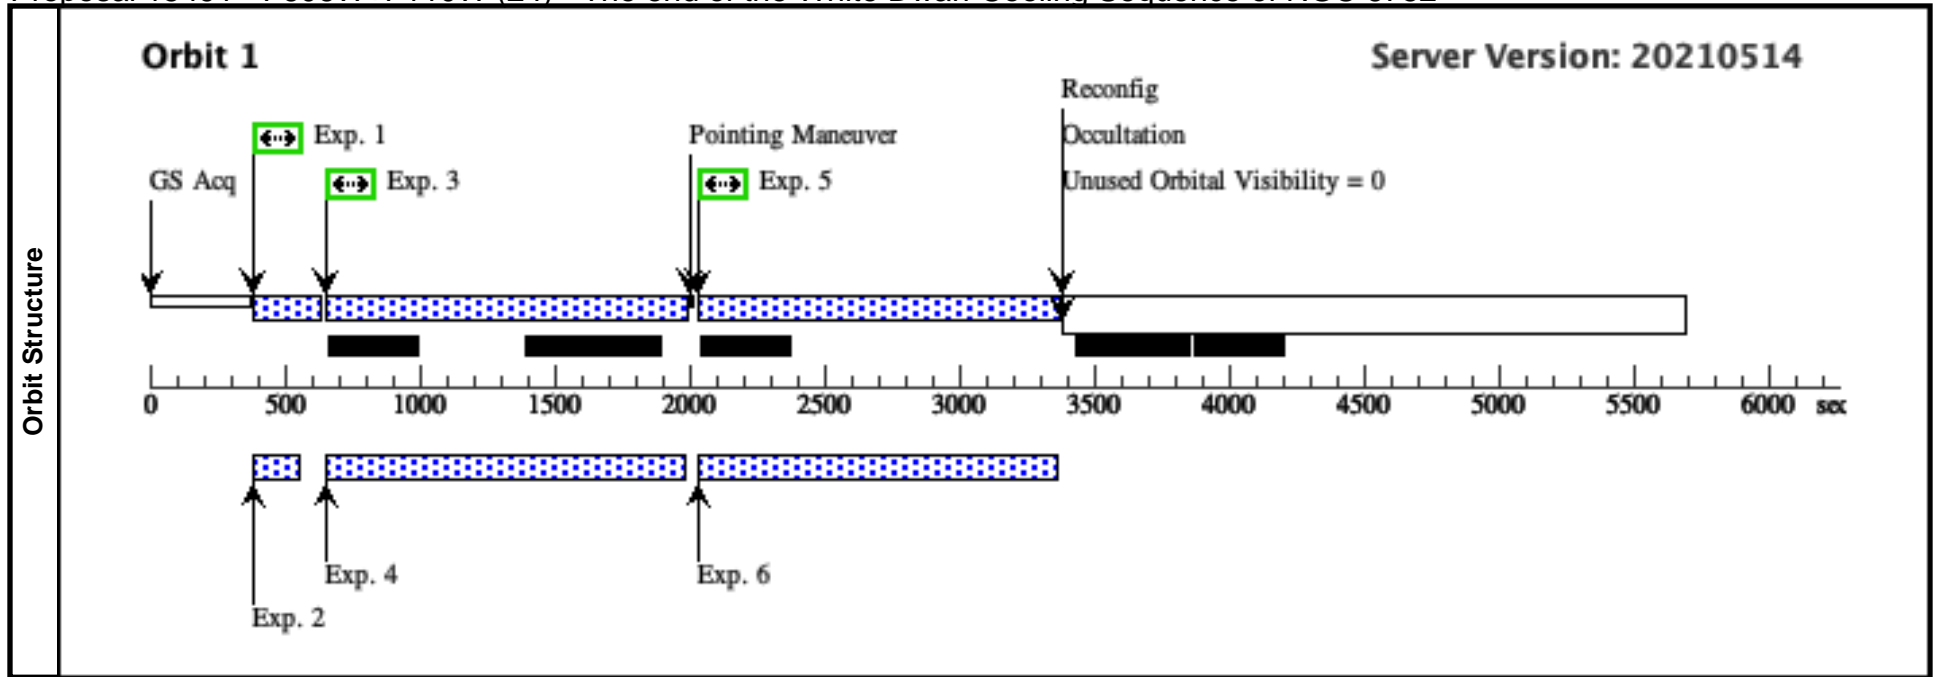 Orbit 1
Server Version: 20210514
Reconfig
Exp. 1
Pointing Maneuver
Occultation
GS Acq
Exp. 3
Exp. 5
Unused Orbital Visibility = 0
Orbit Structure
0 500 1000 1500 2000 2500 3000 3500 4000 4500 5000 5500 6000 sec
Exp. 4
Exp. 6
Exp. 2